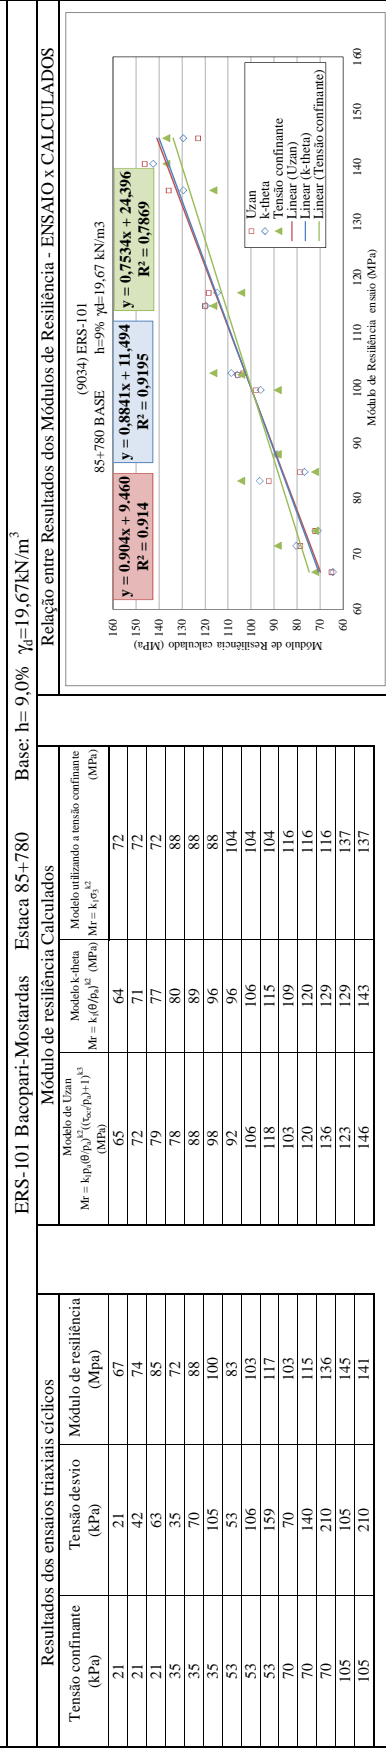 ERS-101 Bacopari-Mostardas Estaca 85+780 Base: h= 9,0% γd=19,67kN/m³
Resultados dos ensaios triaxiais cíclicos
Tensão confinante (kPa) Tensão desvio (kPa) Módulo de resiliência (Mpa)
21 21 67
21 42 74
21 63 85
35 35 72
35 70 88
35 105 100
53 53 83
53 106 103
53 159 117
70 70 103
70 140 115
70 210 136
105 105 145
105 210 141
Módulo de resiliência Calculados
Modelo de Uzan
Mr = k₁pₐ(θ/pₐ)^k2((τoct/pₐ)+1)^k3
(MPa)
Modelo k-theta
Mr = k₁(θ/pₐ)^k2 (MPa)
Modelo utilizando a tensão confinante
Mr = k₁σ₃^k2 (MPa)
65 64 72
72 71 72
79 77 72
78 80 88
88 89 88
98 96 88
92 96 104
106 106 104
118 115 104
103 109 116
120 120 116
136 129 116
123 129 137
146 143 137
Relação entre Resultados dos Módulos de Resiliência - ENSAIO x CALCULADOS
(9034) ERS-101
85+780 BASE h=9% γd=19,67 kN/m3
y = 0.904x + 9.460
R² = 0.914
y = 0,8841x + 11,494
R² = 0,9195
y = 0,7534x + 24,396
R² = 0,7869
Módulo de Resiliência calculado (MPa)
160
150
140
130
120
110
100
90
80
70
60
60 70 80 90 100 110 120 130 140 150 160
Módulo de Resiliência ensaio (MPa)
Uzan
k-theta
Tensão confinante
Linear (Uzan)
Linear (k-theta)
Linear (Tensão confinante)